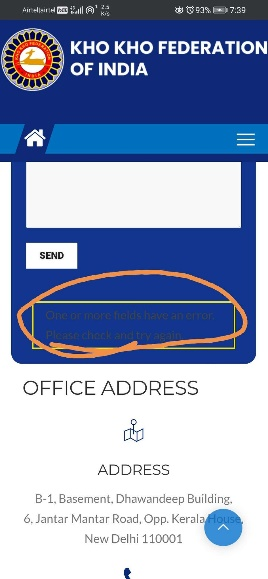 Airtel|airtel
2.5
K/s
93%
7:39
KHO KHO FEDERATION
OF INDIA
SEND
One or more fields have an error.
Please check and try again.
OFFICE ADDRESS
ADDRESS
B-1, Basement, Dhawandeep Building,
6, Jantar Mantar Road, Opp. Kerala House,
New Delhi 110001